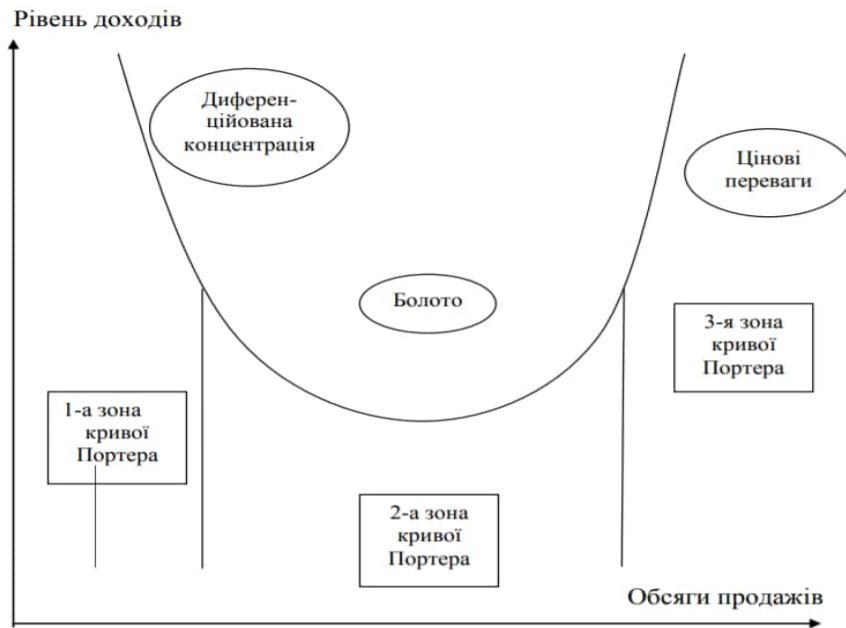 Рівень доходів
Диферен-
ційована
концентрація
Цінові
переваги
Болото
3-я зона
кривої
Портера
1-а зона
кривої
Портера
2-а зона
кривої
Портера
Обсяги продажів